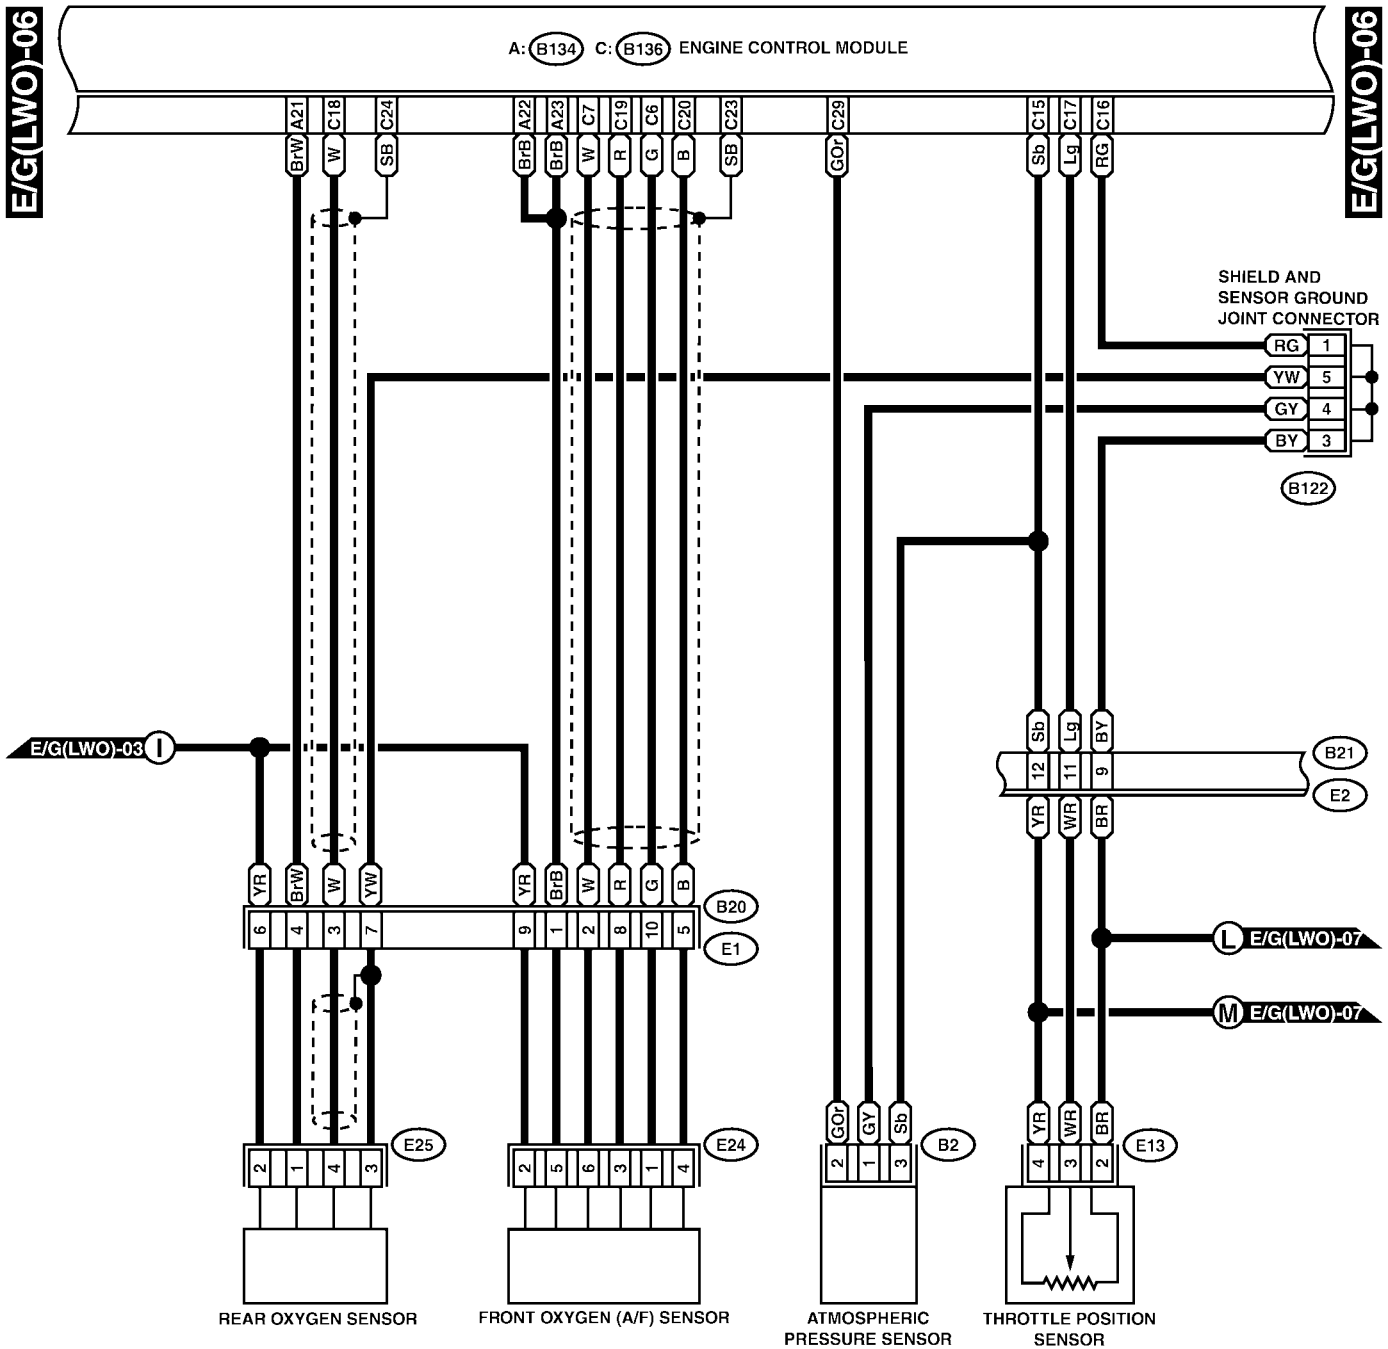 E/G(LWO)-06
A: B134 C: B136 ENGINE CONTROL MODULE
E/G(LWO)-06
A21 C18 C24 A22 A23 C7 C19 C6 C20 C23 C29 C15 C17 C16
BrW W SB BrB BrB W R G B SB GOr Sb Lg RG
SHIELD AND
SENSOR GROUND
JOINT CONNECTOR
RG 1
YW 5
GY 4
BY 3
B122
Sb Lg BY
E/G(LWO)-03 I
12 11 9 B21
E2
YR WR BR
YR BrW W YW YR BrB W R G B
B20
6 4 3 7 9 1 2 8 10 5
E1
L E/G(LWO)-07
M E/G(LWO)-07
GOr GY Sb YR WR BR
E25 E24 B2 E13
2 1 4 3 2 5 6 3 1 4 2 1 3 4 3 2
REAR OXYGEN SENSOR
FRONT OXYGEN (A/F) SENSOR
ATMOSPHERIC
PRESSURE SENSOR
THROTTLE POSITION
SENSOR